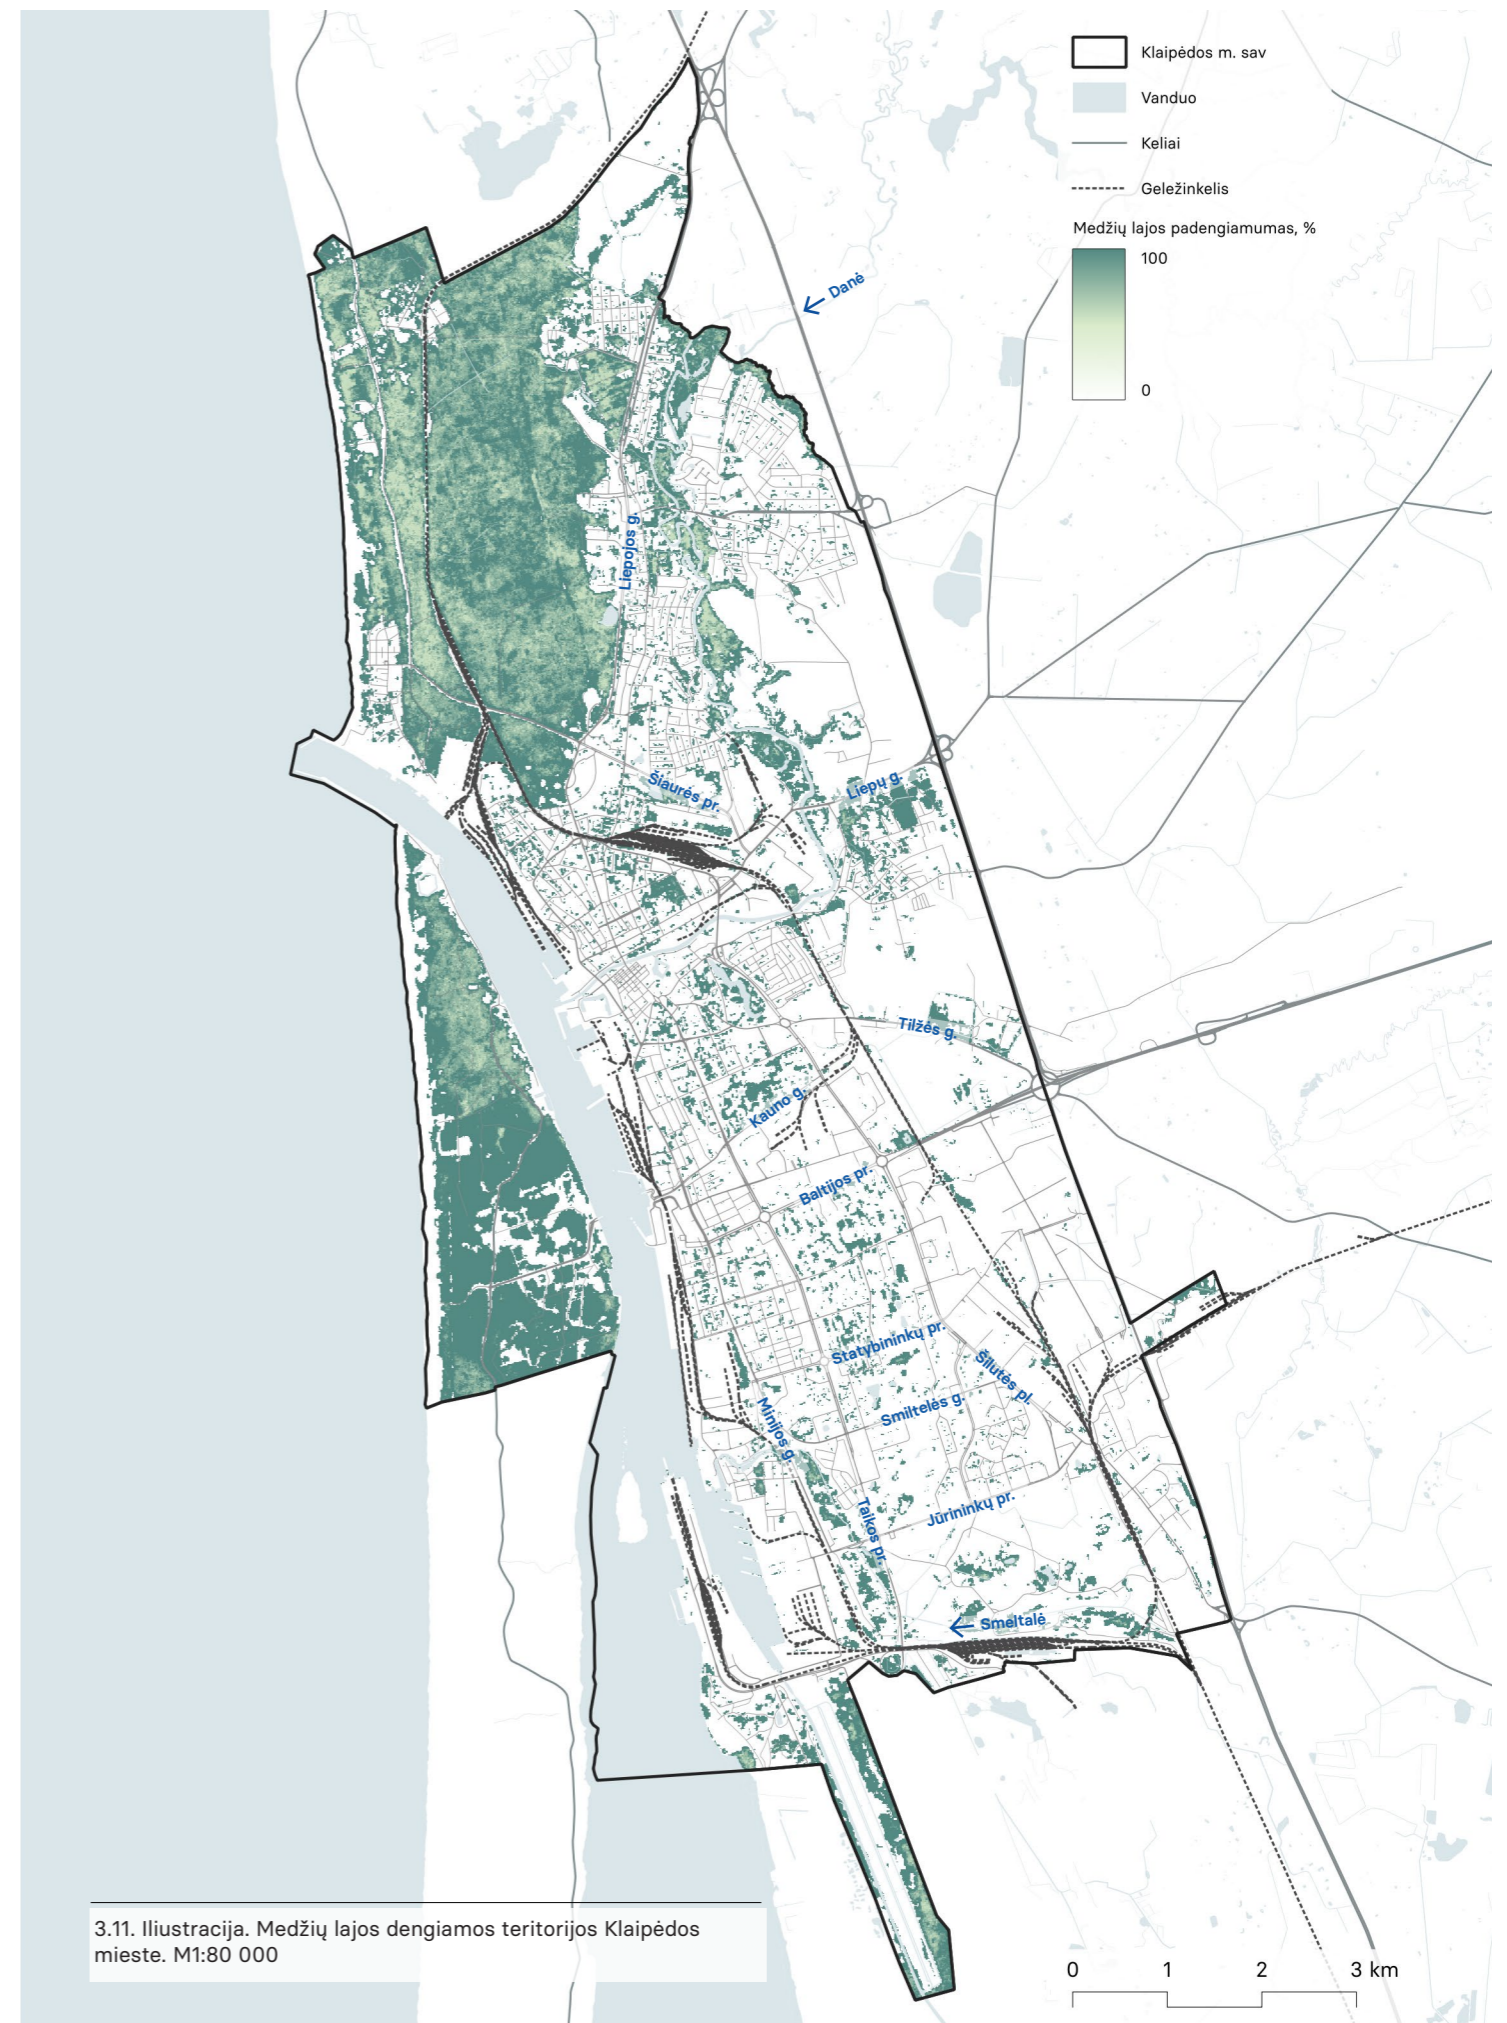 Klaipėdos m. sav
Vanduo
Keliai
Geležinkelis
Medžių lajos padengiamumas, %
100
0
Danė
Liepojos g.
Šiaurės pr.
Liepų g.
Tilžės g.
Kauno g.
Baltijos pr.
Statybininkų pr.
Šilutės pl.
Smiltelės g.
Minijos g.
Taikos pr.
Jūrininkų pr.
Smeltalė
3.11. Iliustracija. Medžių lajos dengiamos teritorijos Klaipėdos
mieste. M1:80 000
0 1 2 3 km